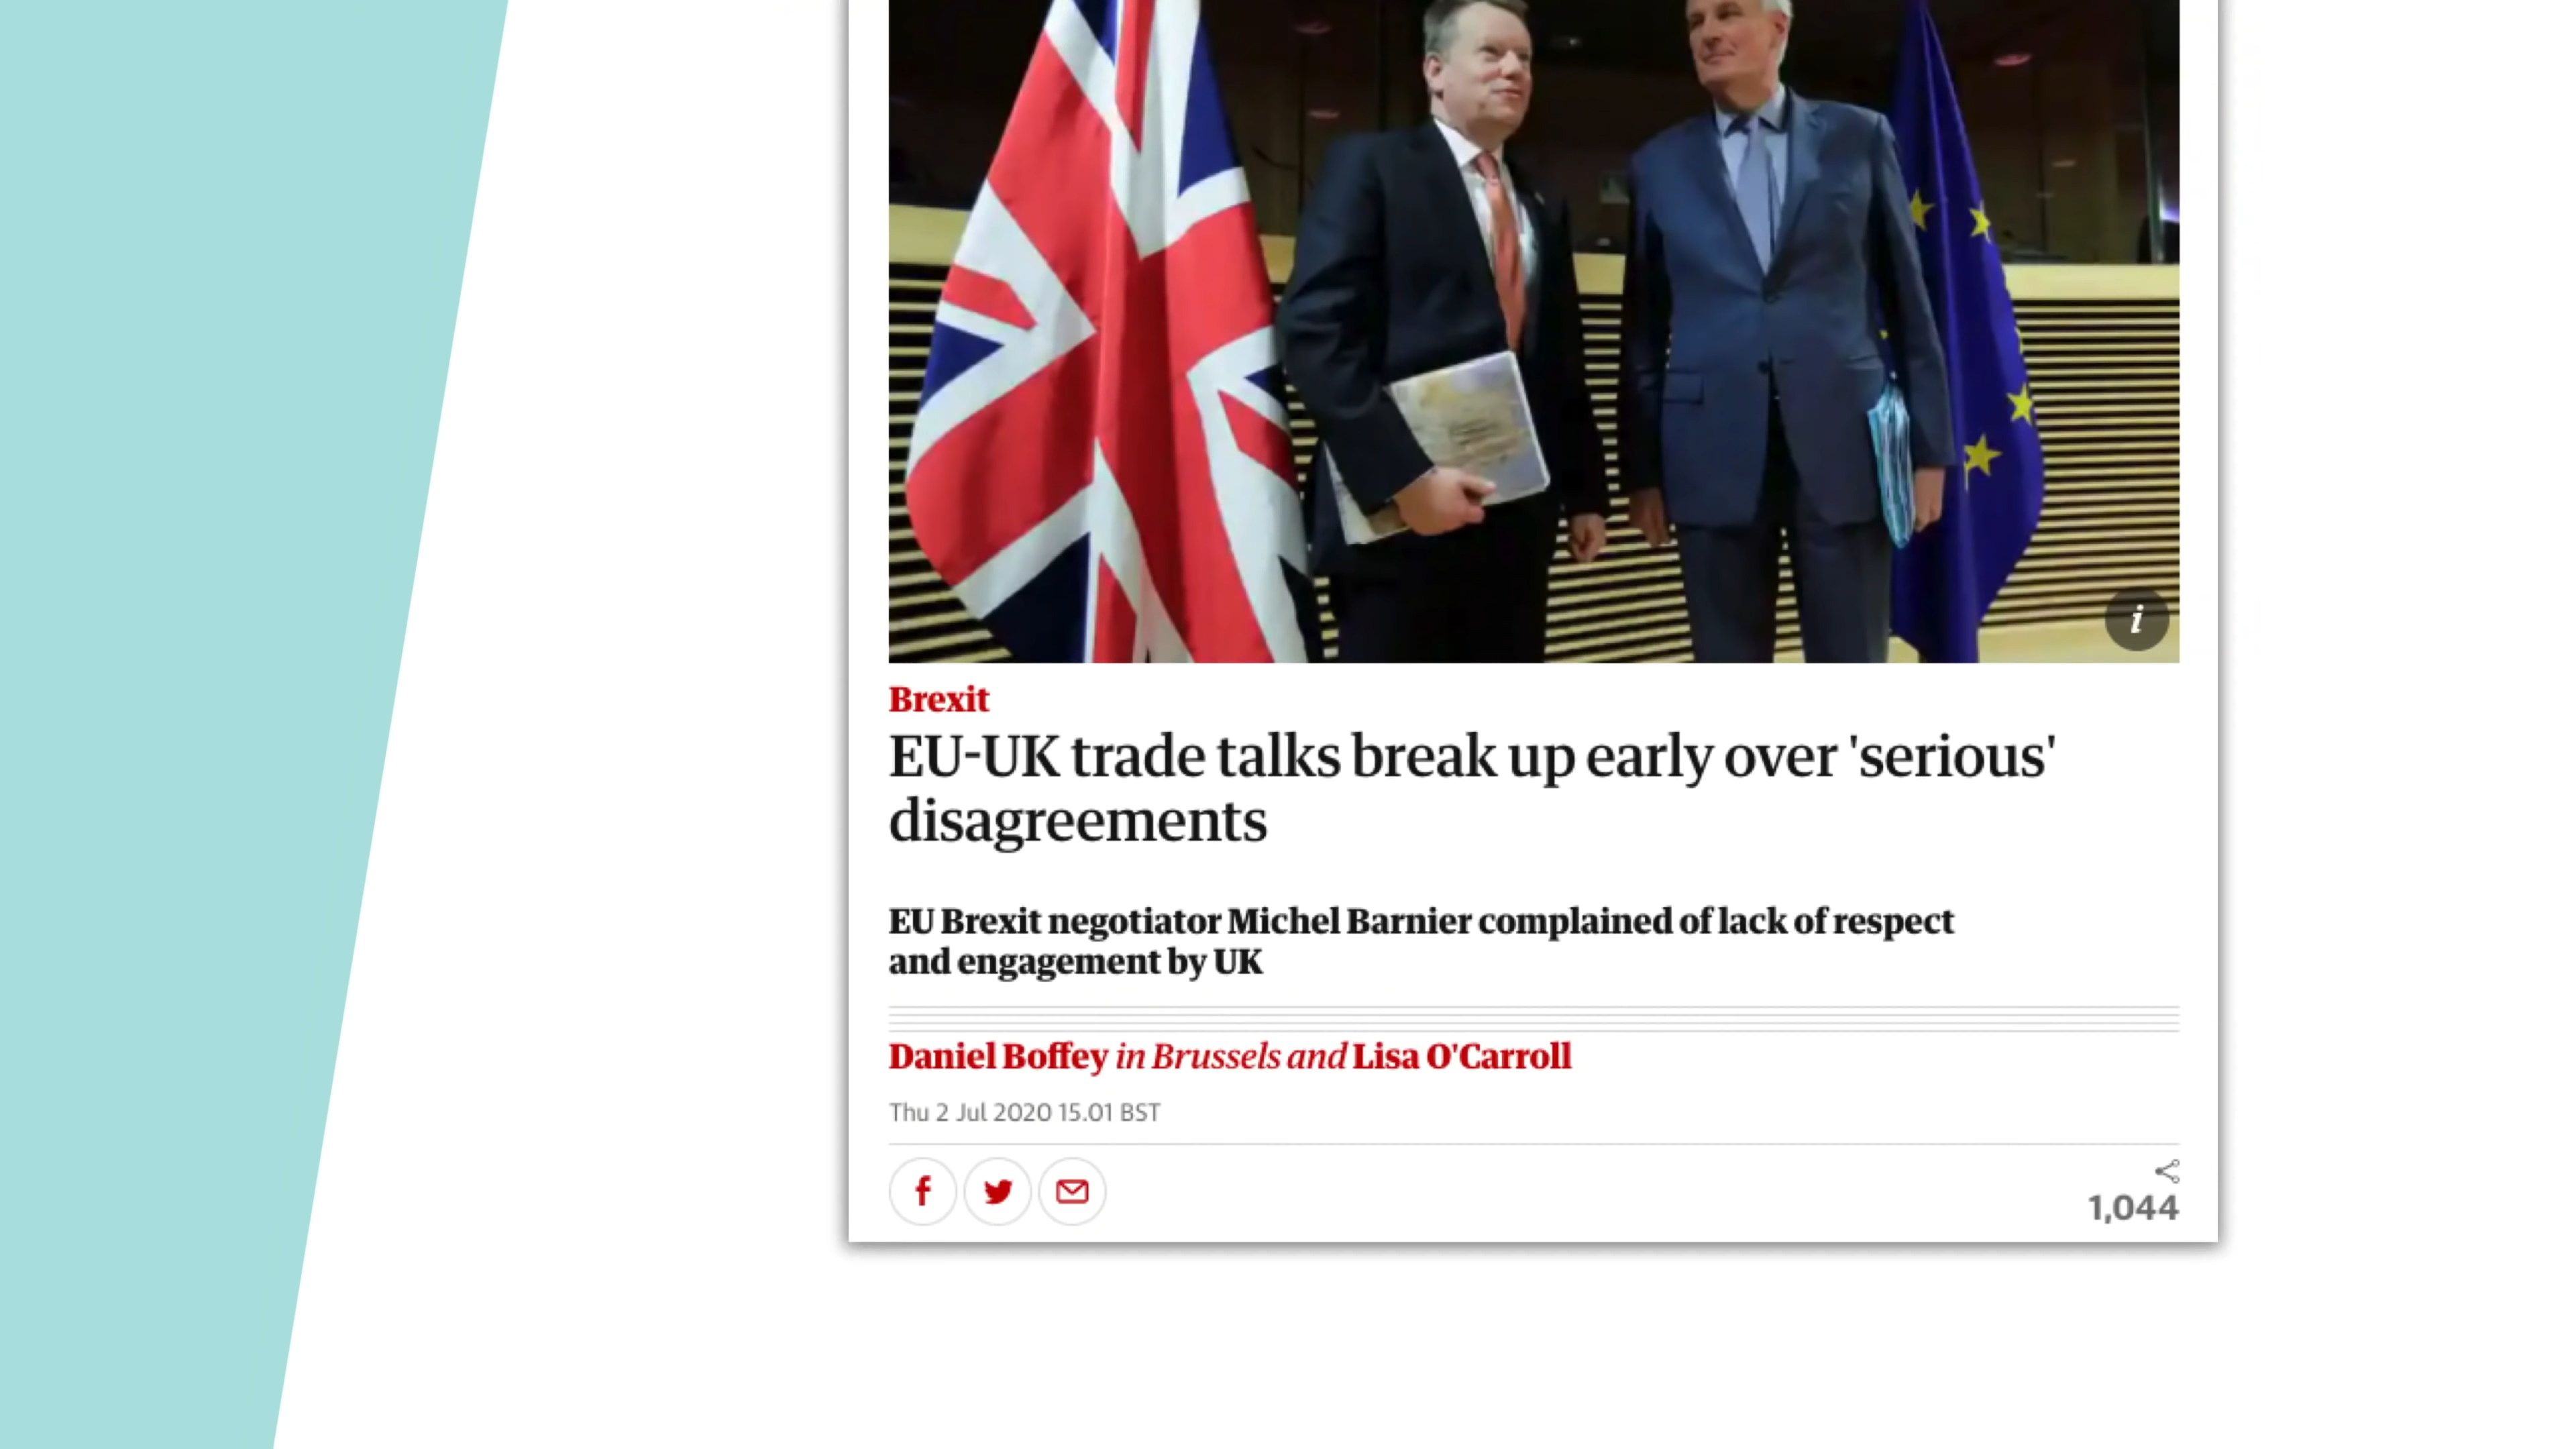 i
Brexit
EU-UK trade talks break up early over 'serious'
disagreements
EU Brexit negotiator Michel Barnier complained of lack of respect
and engagement by UK
Daniel Boffey in Brussels and Lisa O'Carroll
Thu 2 Jul 2020 15.01 BST
1,044